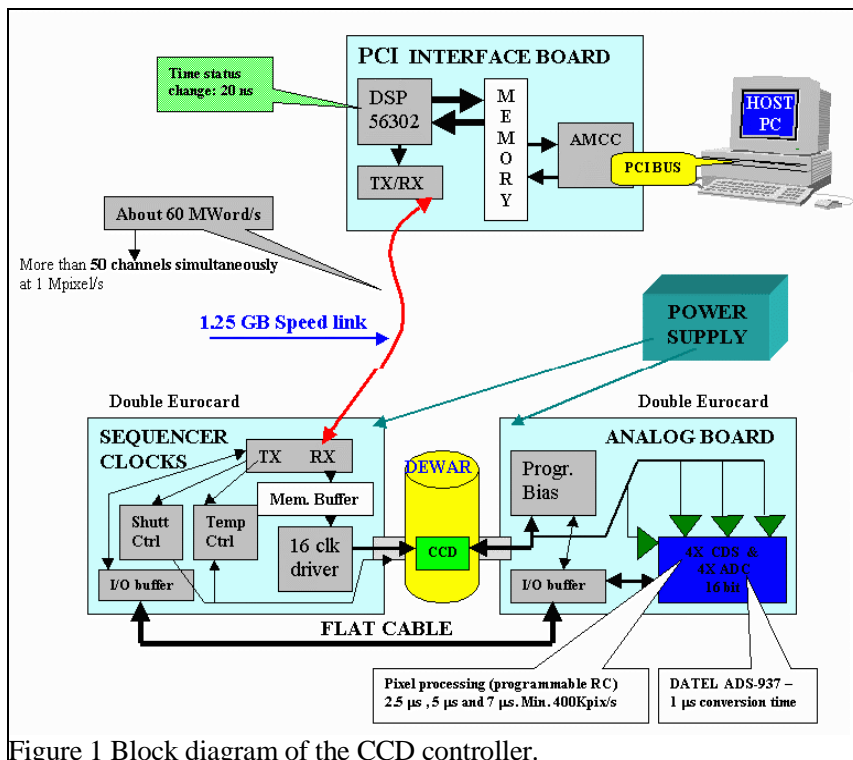 PCI INTERFACE BOARD
Time status
change: 20 ns
DSP
56302
M
E
M
O
R
Y
AMCC
TX/RX
HOST
PC
PCI BUS
About 60 MWord/s
More than 50 channels simultaneously
at 1 Mpixel/s
1.25 GB Speed link
POWER
SUPPLY
Double Eurocard
SEQUENCER
CLOCKS
TX RX
Mem. Buffer
Shutt
Ctrl
Temp
Ctrl
16 clk
driver
I/O buffer
DEWAR
CCD
Double Eurocard
ANALOG BOARD
Progr.
Bias
I/O buffer
4X CDS &
4X ADC
16 bit
FLAT CABLE
Pixel processing (programmable RC)
2.5 µs , 5 µs and 7 µs. Min. 400Kpix/s
DATEL ADS-937 –
1 µs conversion time
Figure 1 Block diagram of the CCD controller.